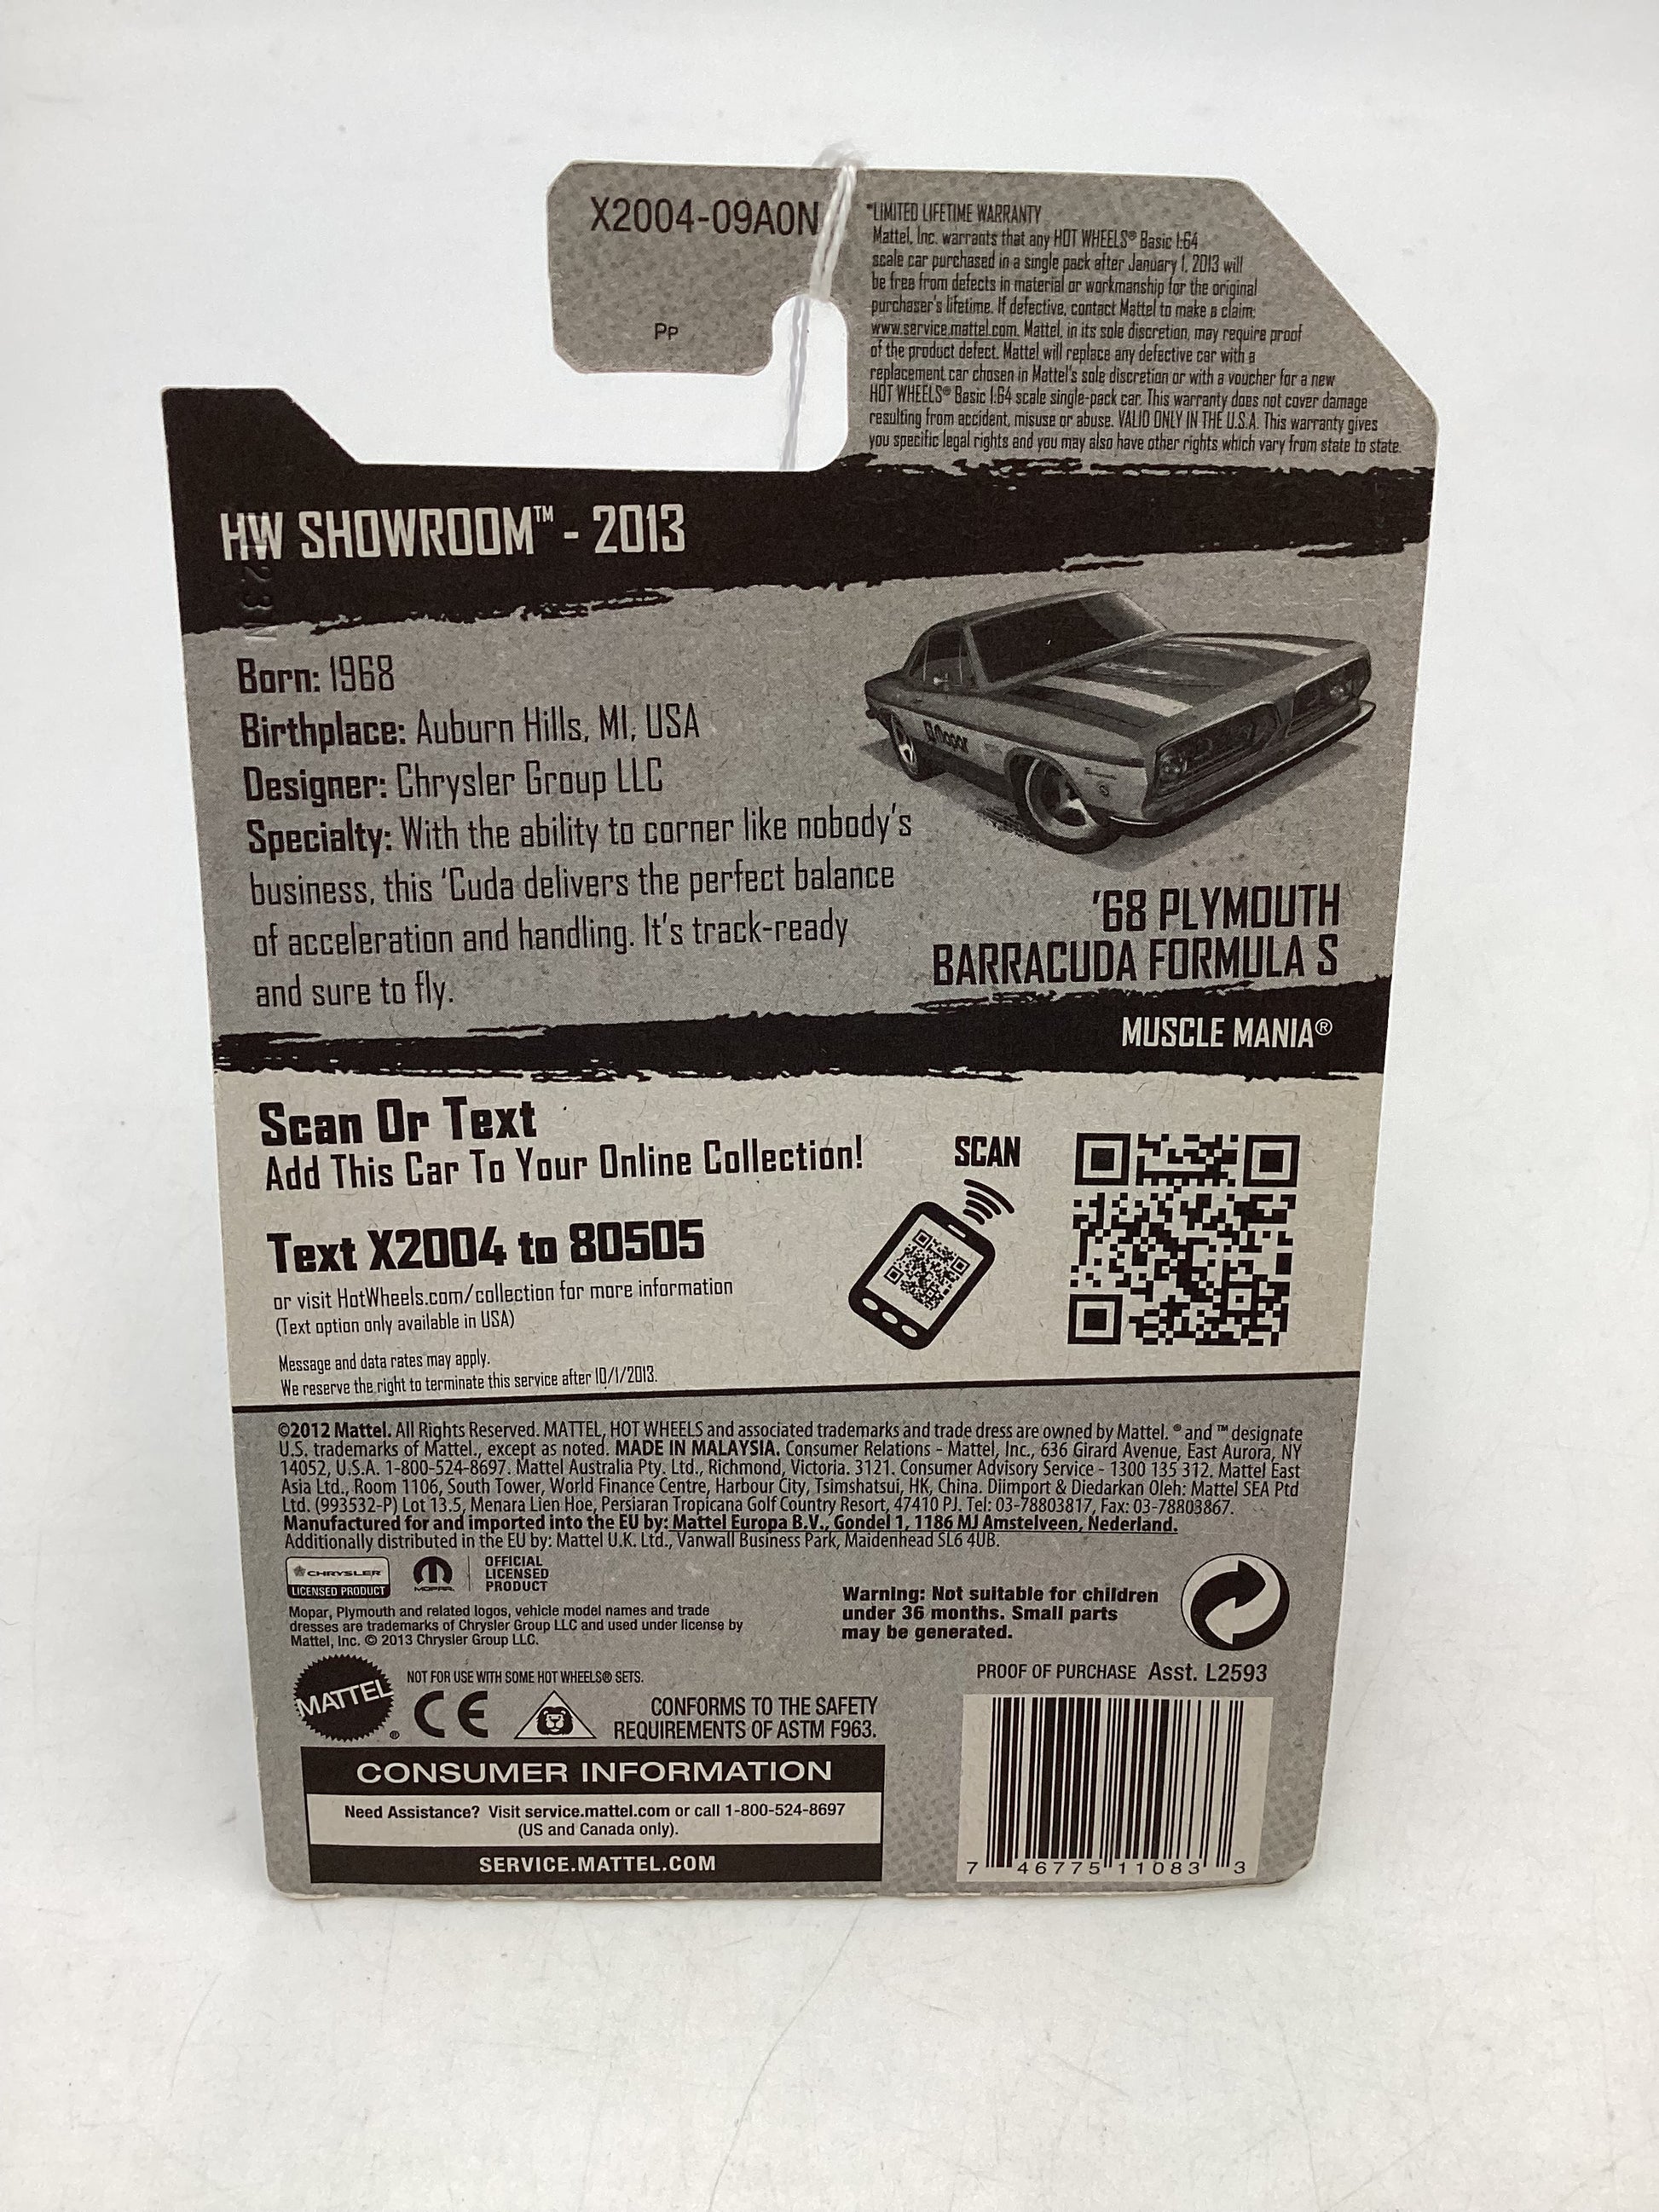 X2004-09A0N
PP
*LIMITED LIFETIME WARRANTY
Mattel, Inc. warrants that any HOT WHEELS® Basic 1:64
scale car purchased in a single pack after January 1, 2013 will
be free from defects in material or workmanship for the original
purchaser's lifetime. If defective, contact Mattel to make a claim:
www.service.mattel.com. Mattel, in its sole discretion, may require proof
of the product defect. Mattel will replace any defective car with a
replacement car chosen in Mattel's sole discretion or with a voucher for a new
HOT WHEELS® Basic 1:64 scale single-pack car. This warranty does not cover damage
resulting from accident, misuse or abuse. VALID ONLY IN THE U.S.A. This warranty gives
you specific legal rights and you may also have other rights which vary from state to state.
HW SHOWROOM™ - 2013
Born: 1968
Birthplace: Auburn Hills, MI, USA
Designer: Chrysler Group LLC
Specialty: With the ability to corner like nobody's
business, this 'Cuda delivers the perfect balance
of acceleration and handling. It's track-ready
and sure to fly.
Mopar
'68 PLYMOUTH
BARRACUDA FORMULA S
MUSCLE MANIA®
Scan Or Text
Add This Car To Your Online Collection!
Text X2004 to 80505
or visit HotWheels.com/collection for more information
(Text option only available in USA)
Message and data rates may apply.
We reserve the right to terminate this service after 10/1/2013.
SCAN
©2012 Mattel. All Rights Reserved. MATTEL, HOT WHEELS and associated trademarks and trade dress are owned by Mattel. ® and ™ designate
U.S. trademarks of Mattel., except as noted. MADE IN MALAYSIA. Consumer Relations - Mattel, Inc., 636 Girard Avenue, East Aurora, NY
14052, U.S.A. 1-800-524-8697. Mattel Australia Pty. Ltd., Richmond, Victoria. 3121. Consumer Advisory Service - 1300 135 312. Mattel East
Asia Ltd., Room 1106, South Tower, World Finance Centre, Harbour City, Tsimshatsui, HK, China. Diimport & Diedarkan Oleh: Mattel SEA Ptd
Ltd. (993532-P) Lot 13.5, Menara Lien Hoe, Persiaran Tropicana Golf Country Resort, 47410 PJ. Tel: 03-78803817, Fax: 03-78803867.
Manufactured for and imported into the EU by: Mattel Europa B.V., Gondel 1, 1186 MJ Amstelveen, Nederland.
Additionally distributed in the EU by: Mattel U.K. Ltd., Vanwall Business Park, Maidenhead SL6 4UB.
CHRYSLER
LICENSED PRODUCT
MOPAR
OFFICIAL
LICENSED
PRODUCT
Mopar, Plymouth and related logos, vehicle model names and trade
dresses are trademarks of Chrysler Group LLC and used under license by
Mattel, Inc. © 2013 Chrysler Group LLC.
Warning: Not suitable for children
under 36 months. Small parts
may be generated.
MATTEL®
NOT FOR USE WITH SOME HOT WHEELS® SETS.
CE
CONFORMS TO THE SAFETY
REQUIREMENTS OF ASTM F963.
PROOF OF PURCHASE Asst. L2593
CONSUMER INFORMATION
Need Assistance? Visit service.mattel.com or call 1-800-524-8697
(US and Canada only).
SERVICE.MATTEL.COM
7 46775 11083 3